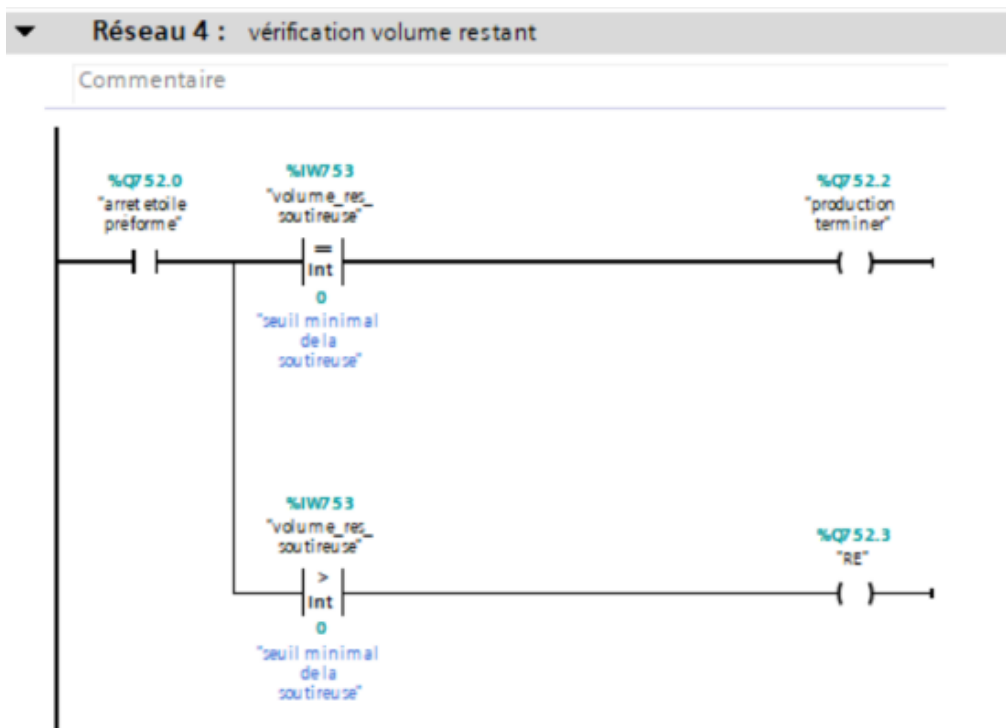 Réseau 4 : vérification volume restant
Commentaire
%Q752.0
"arret etoile
préforme"
%IW753
"volume_res_
soutireuse"
=
Int
0
"seuil minimal
de la
soutireuse"
%Q752.2
"production
terminer"
%IW753
"volume_res_
soutireuse"
>
Int
0
"seuil minimal
de la
soutireuse"
%Q752.3
"RE"